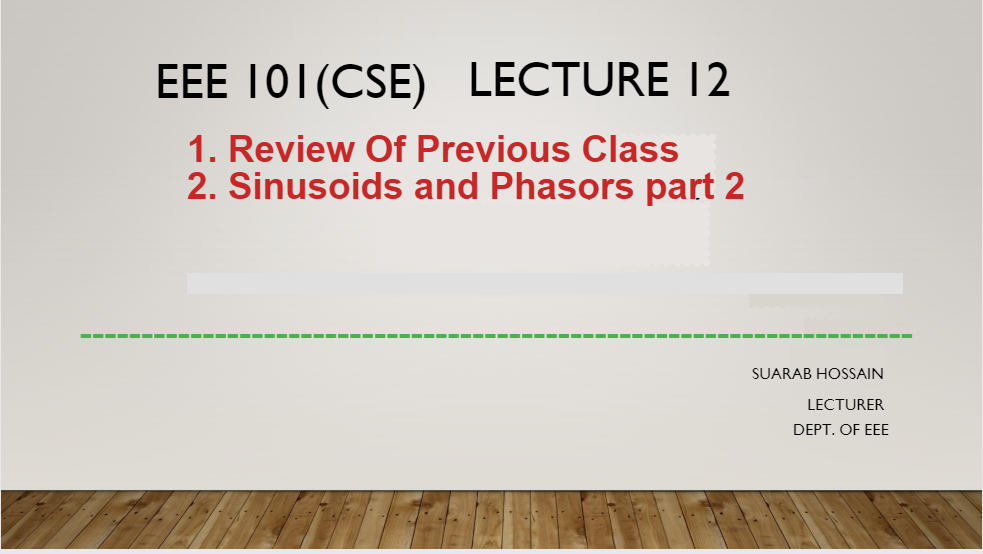 EEE 101(CSE) LECTURE 12
1. Review Of Previous Class
2. Sinusoids and Phasors part 2
SUARAB HOSSAIN
LECTURER
DEPT. OF EEE